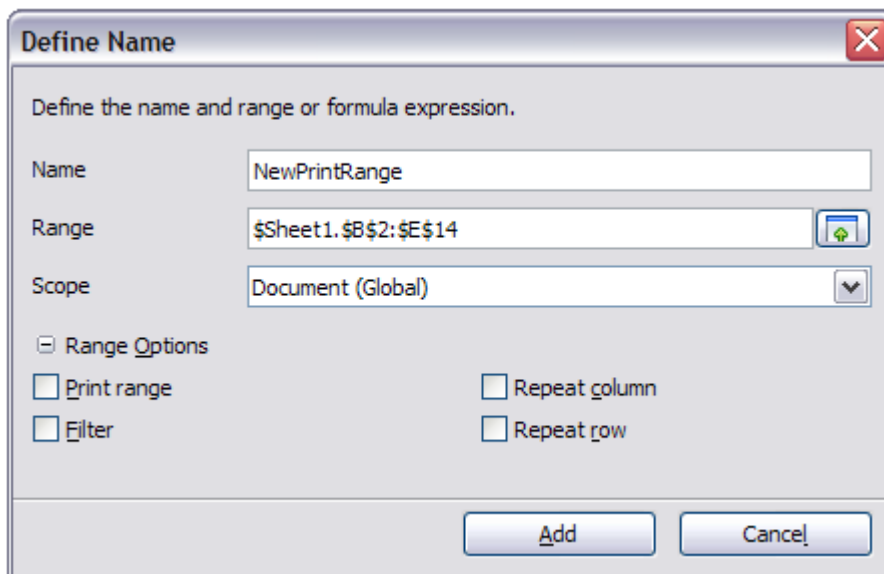 Define Name
Define the name and range or formula expression.
Name NewPrintRange
Range $Sheet1.$B$2:$E$14
Scope Document (Global)
Range Options
Print range Repeat column
Filter Repeat row
Add Cancel